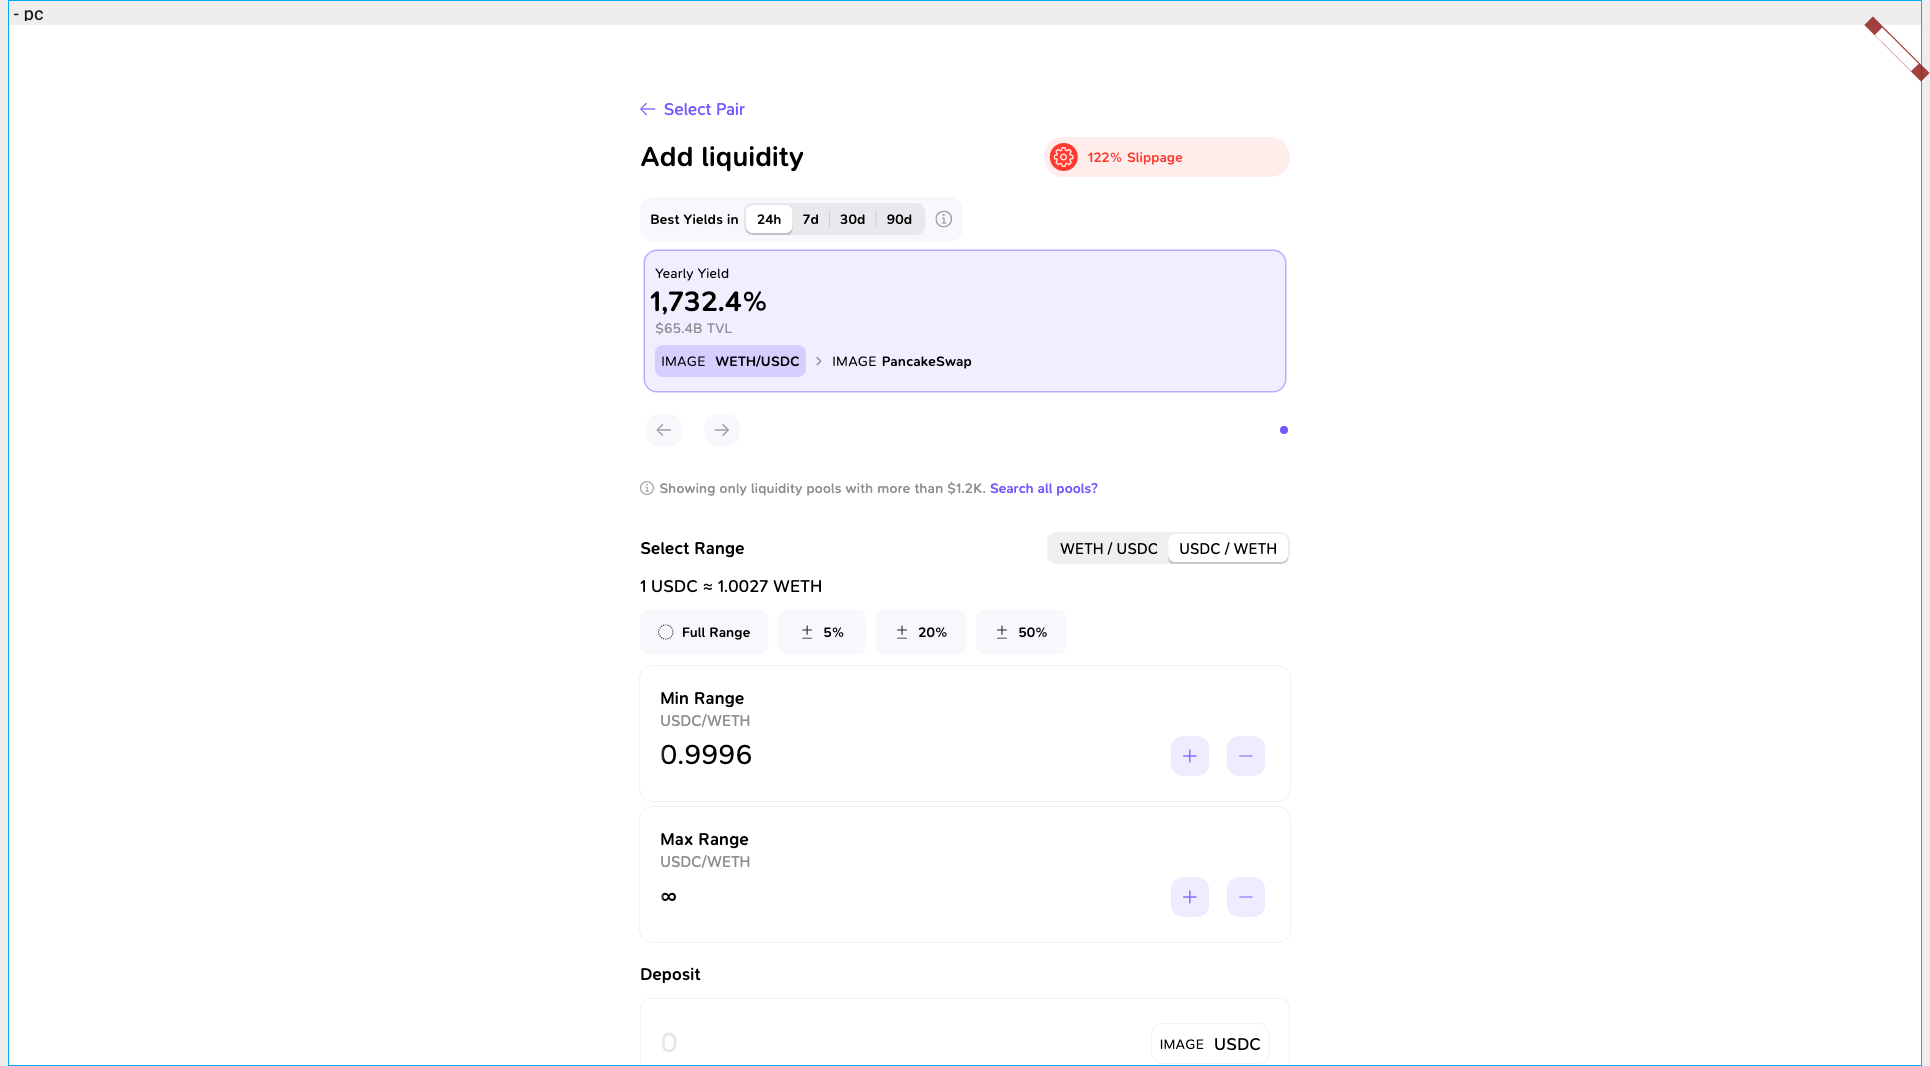 - pc
Select Pair
Add liquidity
122% Slippage
Best Yields in 24h 7d 30d 90d
Yearly Yield
1,732.4%
$65.4B TVL
IMAGE WETH/USDC > IMAGE PancakeSwap
Showing only liquidity pools with more than $1.2K. Search all pools?
Select Range
WETH / USDC USDC / WETH
1 USDC ≈ 1.0027 WETH
Full Range ± 5% ± 20% ± 50%
Min Range
USDC/WETH
0.9996
+ −
Max Range
USDC/WETH
∞
+ −
Deposit
0
IMAGE USDC